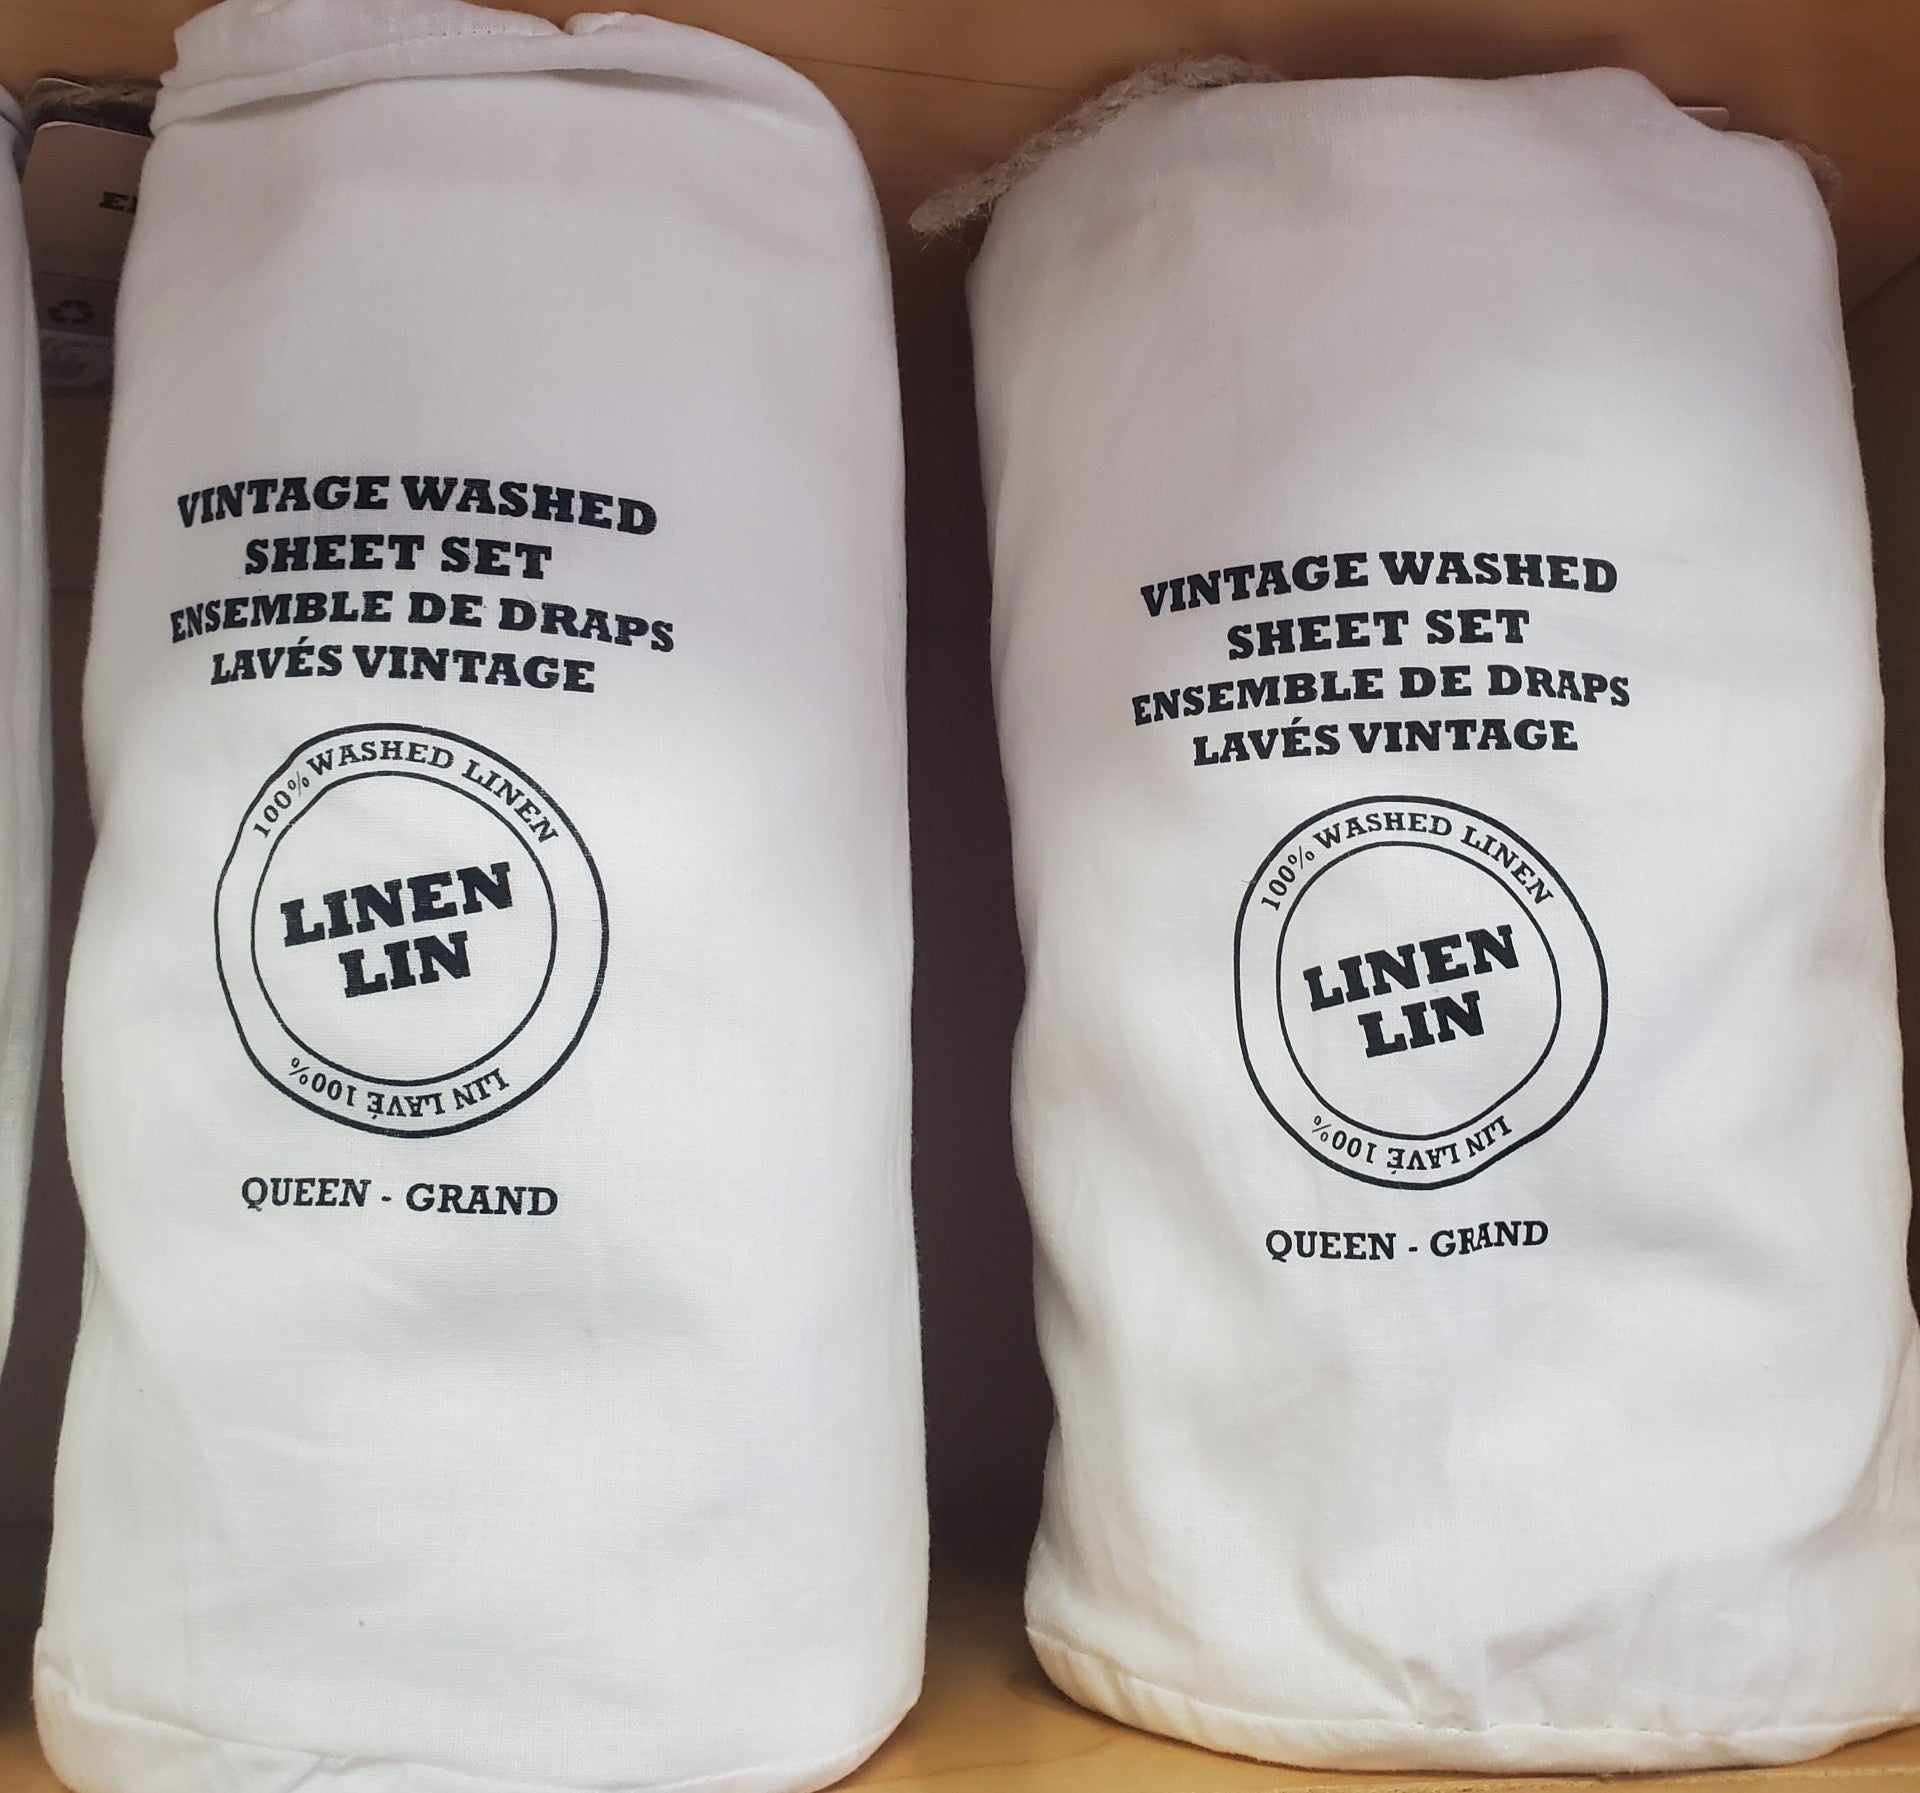 VINTAGE WASHED
SHEET SET
ENSEMBLE DE DRAPS
LAVÉS VINTAGE
100% WASHED LINEN
LINEN
LIN
LIN LAVÉ 100%
QUEEN - GRAND
VINTAGE WASHED
SHEET SET
ENSEMBLE DE DRAPS
LAVÉS VINTAGE
100% WASHED LINEN
LINEN
LIN
LIN LAVÉ 100%
QUEEN - GRAND